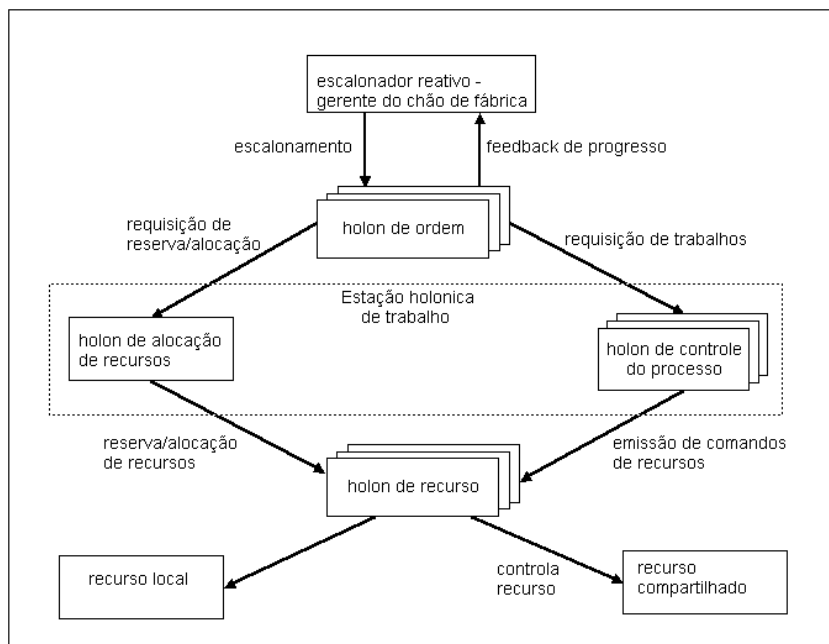 escalonador reativo -
gerente do chão de fábrica
escalonamento
feedback de progresso
holon de ordem
requisição de
reserva/alocação
requisição de trabalhos
Estação holonica
de trabalho
holon de alocação
de recursos
holon de controle
do processo
reserva/alocação
de recursos
emissão de comandos
de recursos
holon de recurso
recurso local
controla
recurso
recurso
compartilhado